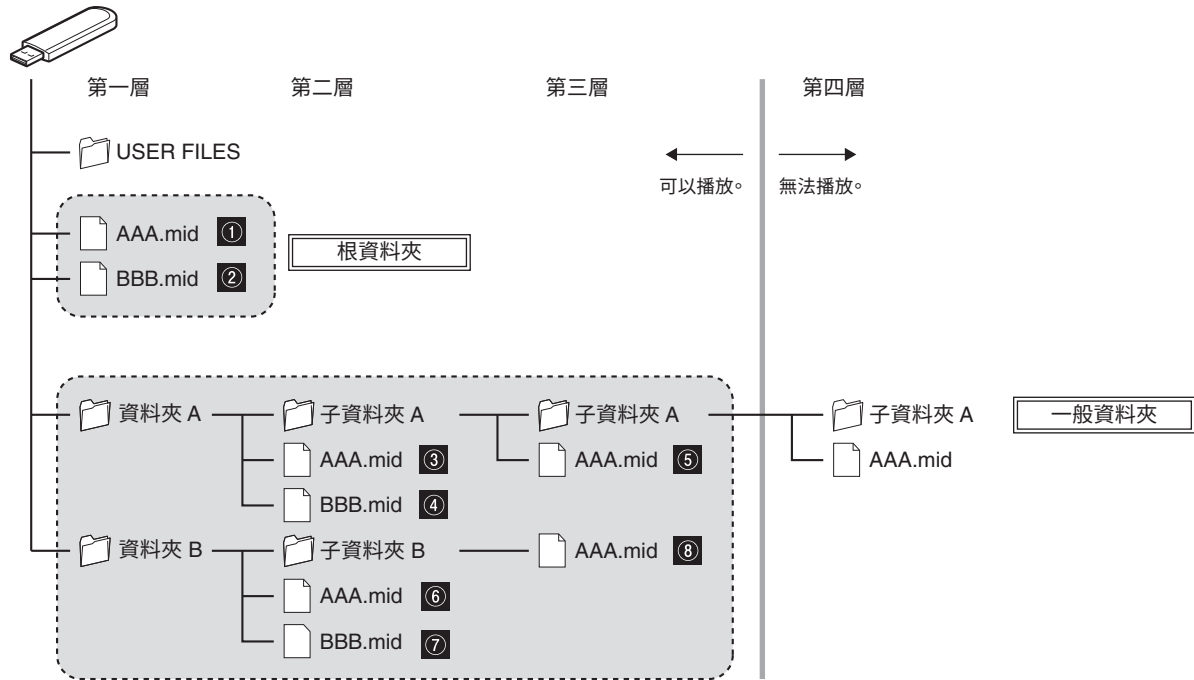 第一層
第二層
第三層
第四層
USER FILES
可以播放。
無法播放。
AAA.mid ①
BBB.mid ②
根資料夾
資料夾 A
子資料夾 A
子資料夾 A
子資料夾 A
一般資料夾
AAA.mid ③
AAA.mid ⑤
AAA.mid
BBB.mid ④
資料夾 B
子資料夾 B
AAA.mid ⑧
AAA.mid ⑥
BBB.mid ⑦